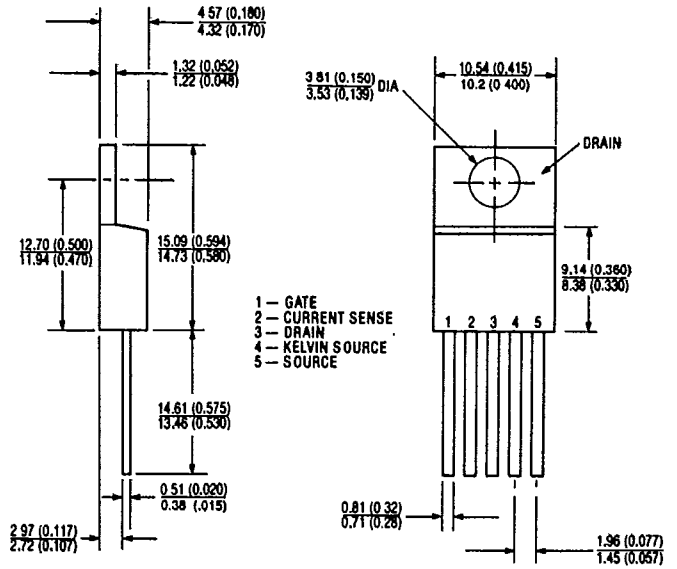 4.57 (0.180)
4.32 (0.170)
1.32 (0.052)
1.22 (0.048)
3 81 (0.150)
3.53 (0.139)
DIA
10.54 (0.415)
10.2 (0 400)
DRAIN
12.70 (0.500)
11.94 (0.470)
15.09 (0.594)
14.73 (0.580)
9.14 (0.360)
8.38 (0.330)
1 — GATE
2 — CURRENT SENSE
3 — DRAIN
4 — KELVIN SOURCE
5 — SOURCE
1 2 3 4 5
14.61 (0.575)
13.46 (0.530)
0 51 (0.020)
0.38 (.015)
0.81 (0 32)
0.71 (0.28)
2 97 (0.117)
2.72 (0.107)
1.96 (0.077)
1.45 (0.057)